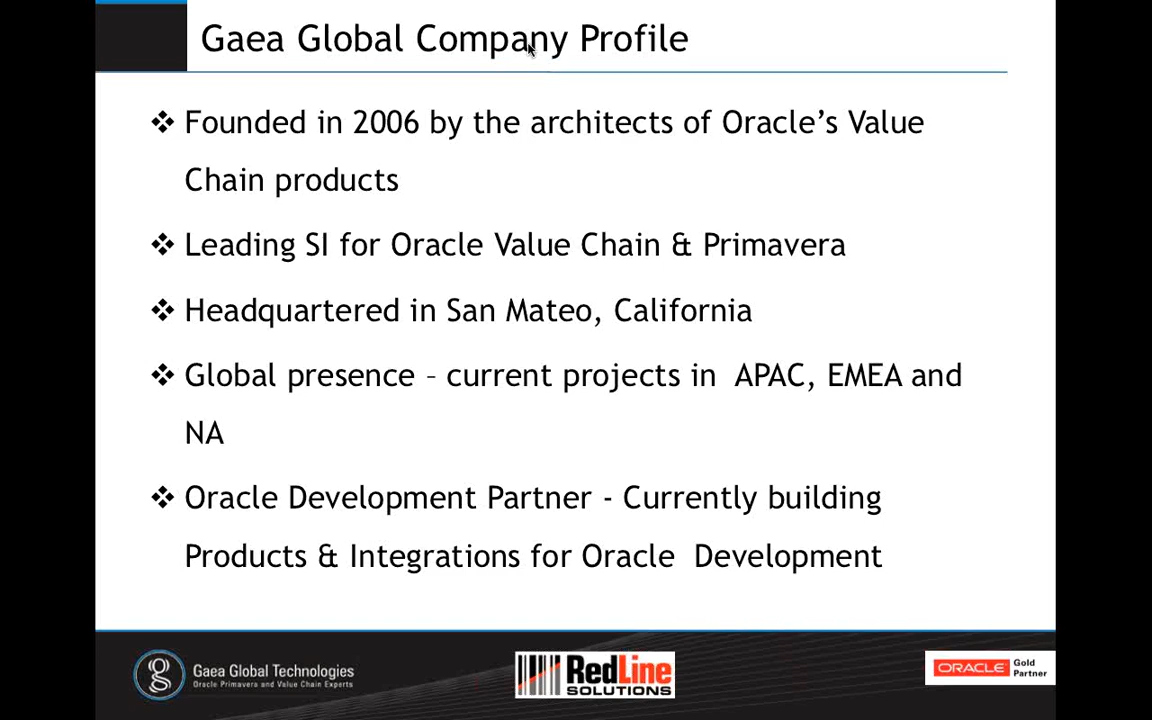 Gaea Global Company Profile
❖ Founded in 2006 by the architects of Oracle’s Value
Chain products
❖ Leading SI for Oracle Value Chain & Primavera
❖ Headquartered in San Mateo, California
❖ Global presence – current projects in APAC, EMEA and
NA
❖ Oracle Development Partner - Currently building
Products & Integrations for Oracle Development
g
Gaea Global Technologies
Oracle Primavera and Value Chain Experts
RedLine
SOLUTIONS
ORACLE
Gold
Partner